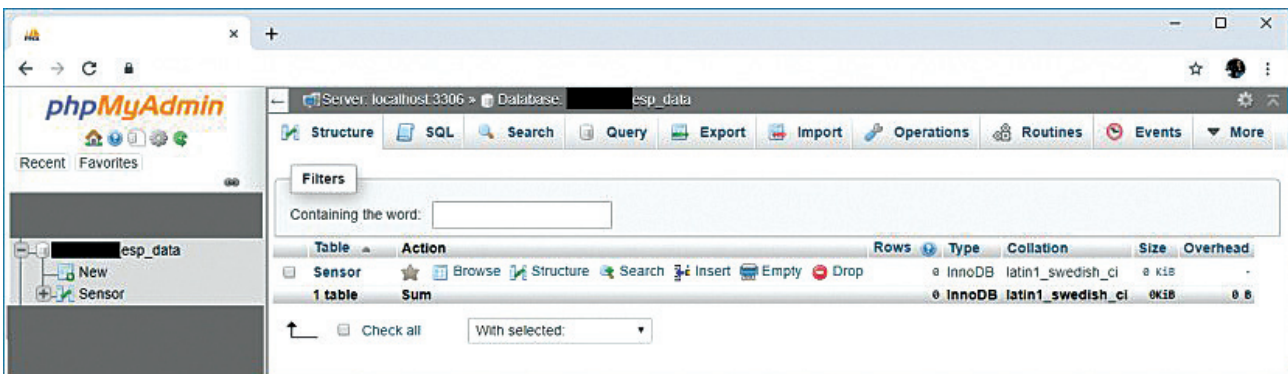 phpMyAdmin
Recent Favorites
esp_data
New
Sensor
Server: localhost:3306 » Database: esp_data
Structure SQL Search Query Export Import Operations Routines Events More
Filters
Containing the word:
Table Action Rows Type Collation Size Overhead
Sensor Browse Structure Search Insert Empty Drop 0 InnoDB latin1_swedish_ci 0 KiB -
1 table Sum 0 InnoDB latin1_swedish_ci 0KiB 0 B
Check all With selected: